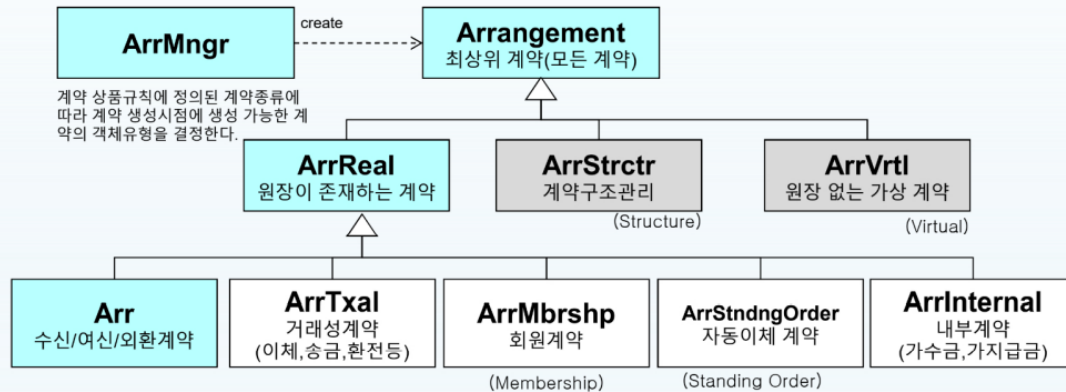 ArrMngr
create
Arrangement
최상위 계약(모든 계약)
계약 상품규칙에 정의된 계약종류에
따라 계약 생성시점에 생성 가능한 계
약의 객체유형을 결정한다.
ArrReal
원장이 존재하는 계약
ArrStrctr
계약구조관리
(Structure)
ArrVrtl
원장 없는 가상 계약
(Virtual)
Arr
수신/여신/외환계약
ArrTxal
거래성계약
(이체,송금,환전등)
ArrMbrshp
회원계약
(Membership)
ArrStndngOrder
자동이체 계약
(Standing Order)
ArrInternal
내부계약
(가수금,가지급금)